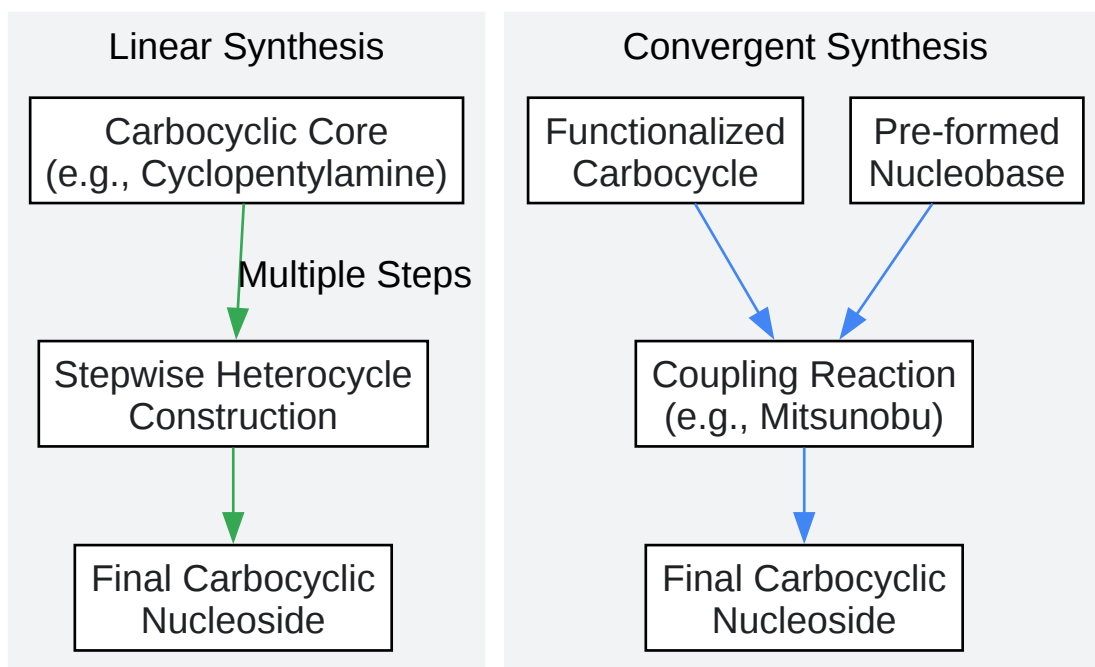 Linear Synthesis
Carbocyclic Core
(e.g., Cyclopentylamine)
Multiple Steps
Stepwise Heterocycle
Construction
Final Carbocyclic
Nucleoside
Convergent Synthesis
Functionalized
Carbocycle
Pre-formed
Nucleobase
Coupling Reaction
(e.g., Mitsunobu)
Final Carbocyclic
Nucleoside